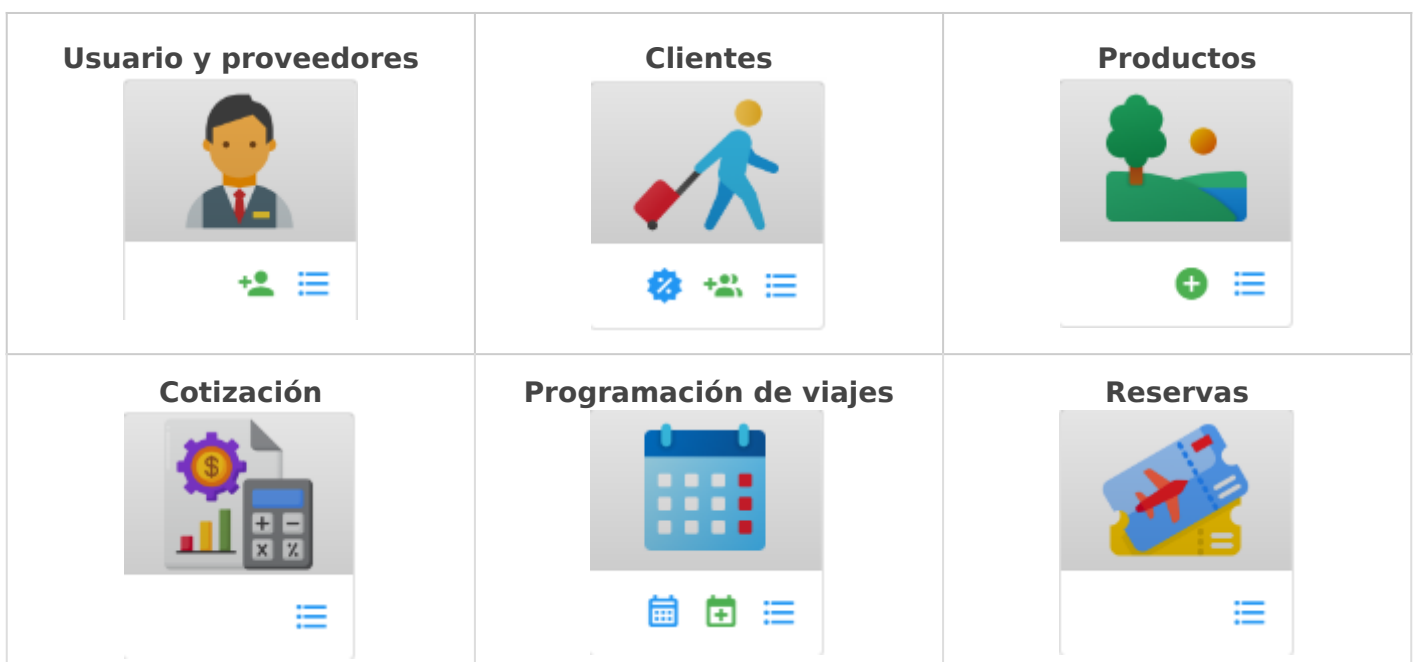 Usuario y proveedores
Clientes
Productos
Cotización
Programación de viajes
Reservas